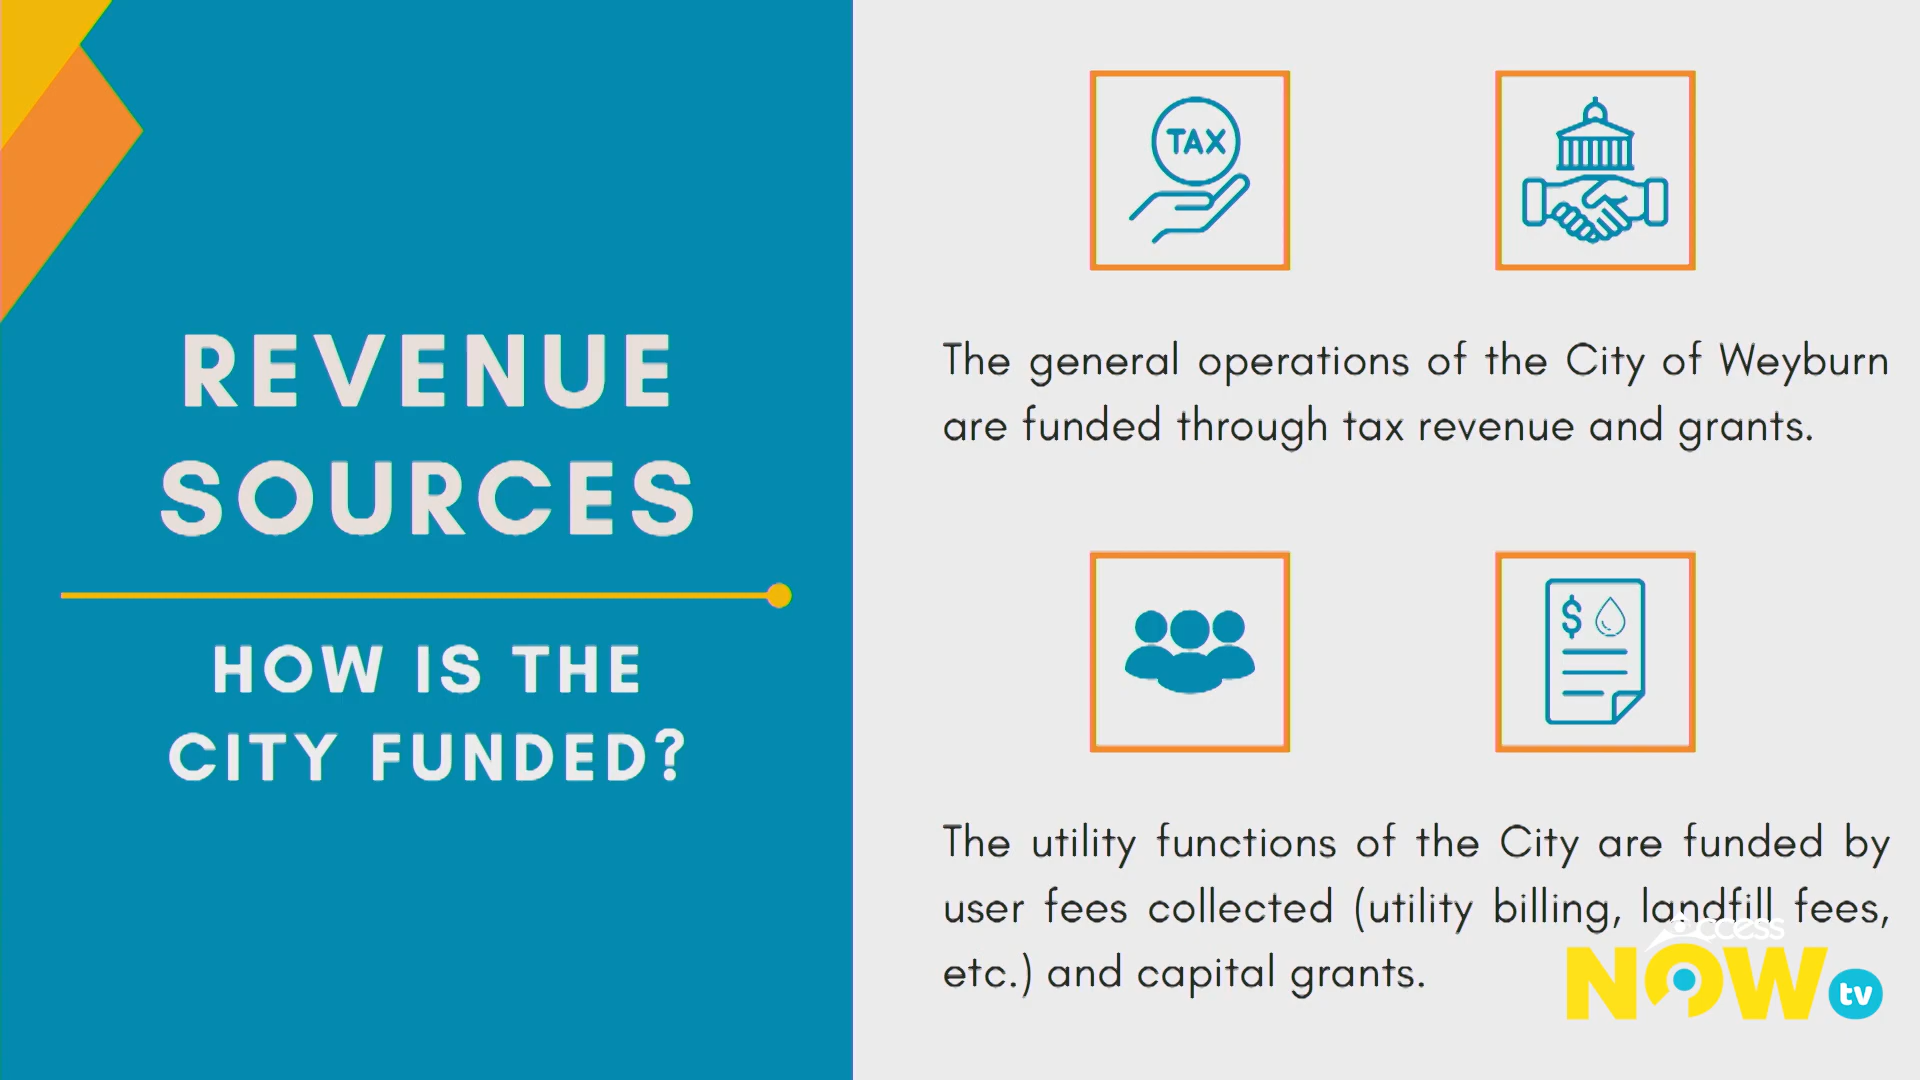 REVENUE
SOURCES
HOW IS THE
CITY FUNDED?
TAX
The general operations of the City of Weyburn
are funded through tax revenue and grants.
$
The utility functions of the City are funded by
user fees collected (utility billing, landfill fees,
etc.) and capital grants.
access
NOW
tv